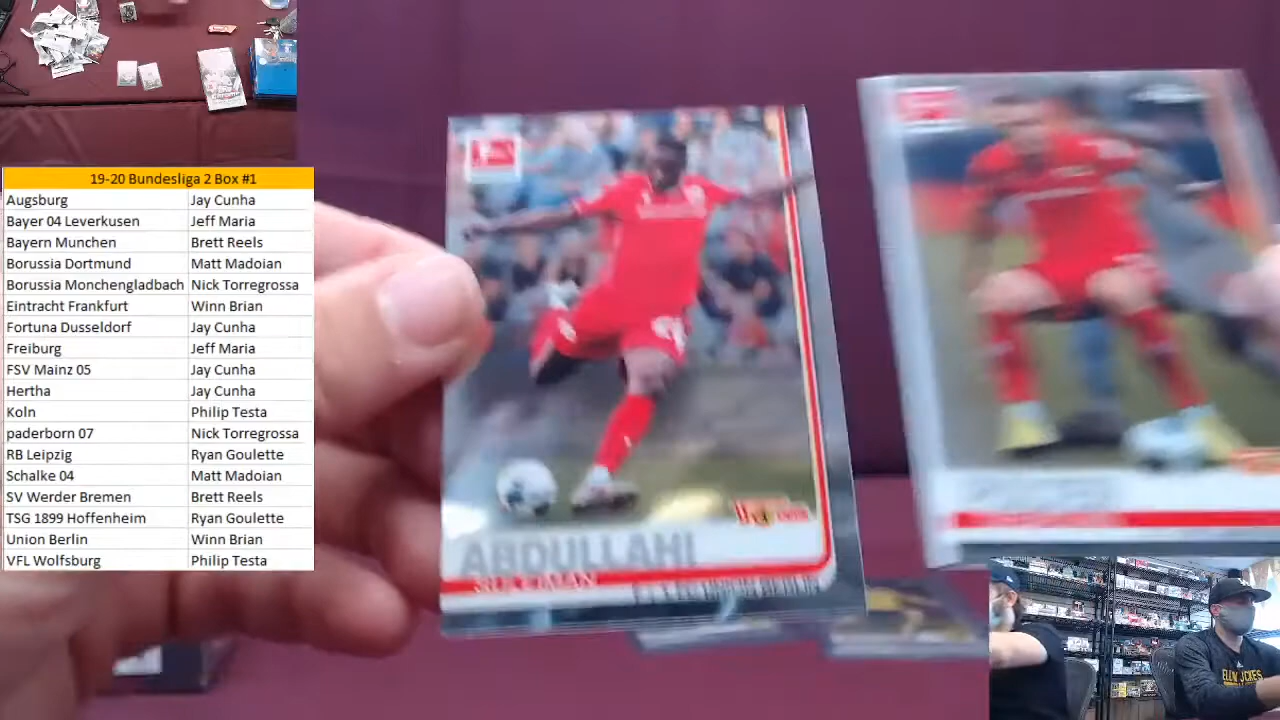 19-20 Bundesliga 2 Box #1
Augsburg Jay Cunha
Bayer 04 Leverkusen Jeff Maria
Bayern Munchen Brett Reels
Borussia Dortmund Matt Madoian
Borussia Monchengladbach Nick Torregrossa
Eintracht Frankfurt Winn Brian
Fortuna Dusseldorf Jay Cunha
Freiburg Jeff Maria
FSV Mainz 05 Jay Cunha
Hertha Jay Cunha
Koln Philip Testa
paderborn 07 Nick Torregrossa
RB Leipzig Ryan Goulette
Schalke 04 Matt Madoian
SV Werder Bremen Brett Reels
TSG 1899 Hoffenheim Ryan Goulette
Union Berlin Winn Brian
VFL Wolfsburg Philip Testa
ABDULLAHI
SULEIMAN